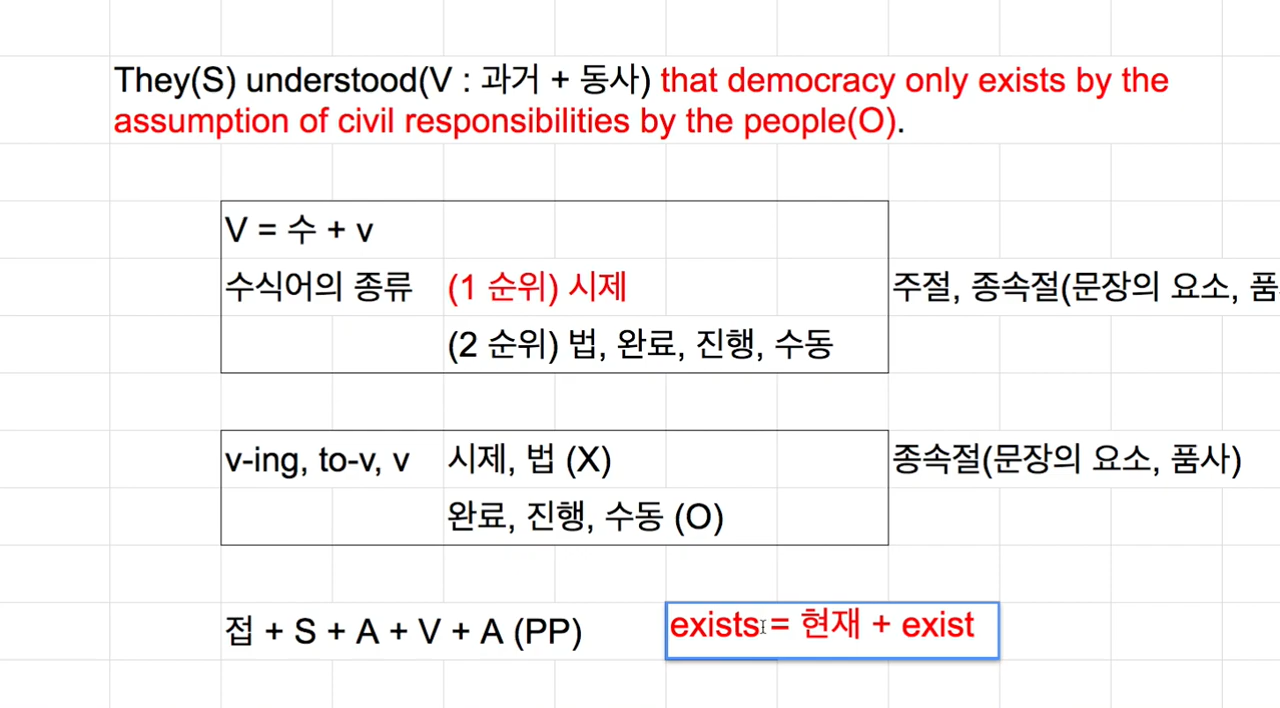 They(S) understood(V : 과거 + 동사) that democracy only exists by the
assumption of civil responsibilities by the people(O).
V = 수 + v
수식어의 종류 (1 순위) 시제 주절, 종속절(문장의 요소, 품
(2 순위) 법, 완료, 진행, 수동
v-ing, to-v, v 시제, 법 (X) 종속절(문장의 요소, 품사)
완료, 진행, 수동 (O)
접 + S + A + V + A (PP) exists = 현재 + exist